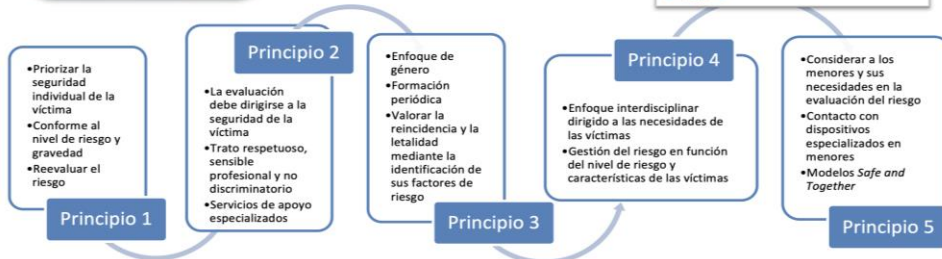 •Priorizar la
seguridad
individual de la
víctima
•Conforme al
nivel de riesgo y
gravedad
•Reevaluar el
riesgo
Principio 1
Principio 2
•La evaluación
debe dirigirse a la
seguridad de la
víctima
•Trato respetuoso,
sensible
profesional y no
discriminatorio
•Servicios de apoyo
especializados
•Enfoque de
género
•Formación
periódica
•Valorar la
reincidencia y la
letalidad
mediante la
identificación de
sus factores de
riesgo
Principio 3
Principio 4
•Enfoque interdisciplinar
dirigido a las necesidades de
las víctimas
•Gestión del riesgo en función
del nivel de riesgo y
características de las víctimas
•Considerar a los
menores y sus
necesidades en la
evaluación del riesgo
•Contacto con
dispositivos
especializados en
menores
•Modelos Safe and
Together
Principio 5